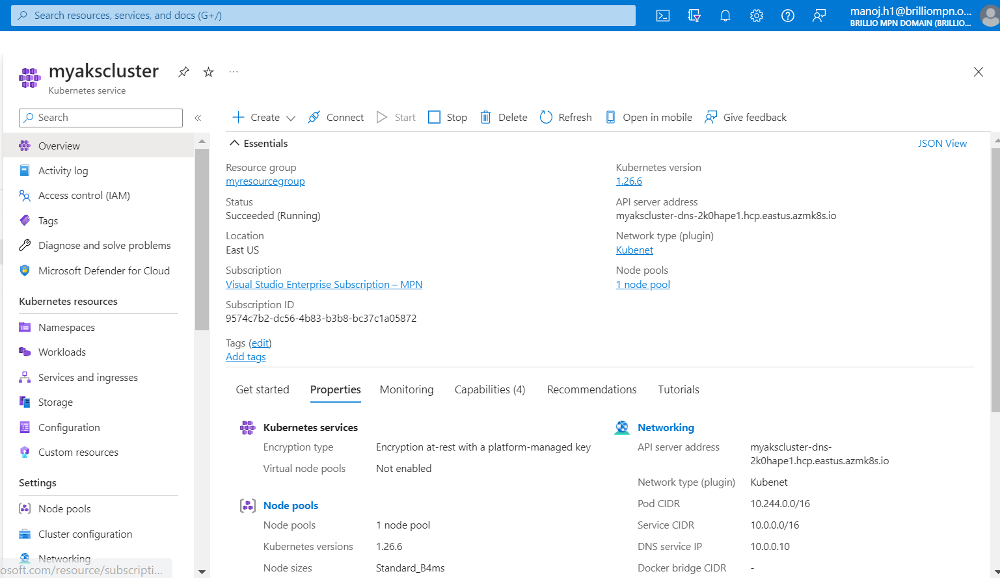 Search resources, services, and docs (G+/)
manoj.h1@brilliompn.o...
BRILLIO MPN DOMAIN (BRILLIO...
myakscluster
...
Kubernetes service
Search
«
Create
Connect
Start
Stop
Delete
Refresh
Open in mobile
Give feedback
Overview
Activity log
Access control (IAM)
Tags
Diagnose and solve problems
Microsoft Defender for Cloud
Kubernetes resources
Namespaces
Workloads
Services and ingresses
Storage
Configuration
Custom resources
Settings
Node pools
Cluster configuration
Networking
osoft.com/resource/subscripti...
Essentials
JSON View
Resource group
myresourcegroup
Status
Succeeded (Running)
Location
East US
Subscription
Visual Studio Enterprise Subscription – MPN
Subscription ID
9574c7b2-dc56-4b83-b3b8-bc37c1a05872
Kubernetes version
1.26.6
API server address
myakscluster-dns-2k0hape1.hcp.eastus.azmk8s.io
Network type (plugin)
Kubenet
Node pools
1 node pool
Tags (edit)
Add tags
Get started
Properties
Monitoring
Capabilities (4)
Recommendations
Tutorials
Kubernetes services
Encryption type Encryption at-rest with a platform-managed key
Virtual node pools Not enabled
Node pools
Node pools 1 node pool
Kubernetes versions 1.26.6
Node sizes Standard_B4ms
Networking
API server address myakscluster-dns-
2k0hape1.hcp.eastus.azmk8s.io
Network type (plugin) Kubenet
Pod CIDR 10.244.0.0/16
Service CIDR 10.0.0.0/16
DNS service IP 10.0.0.10
Docker bridge CIDR -